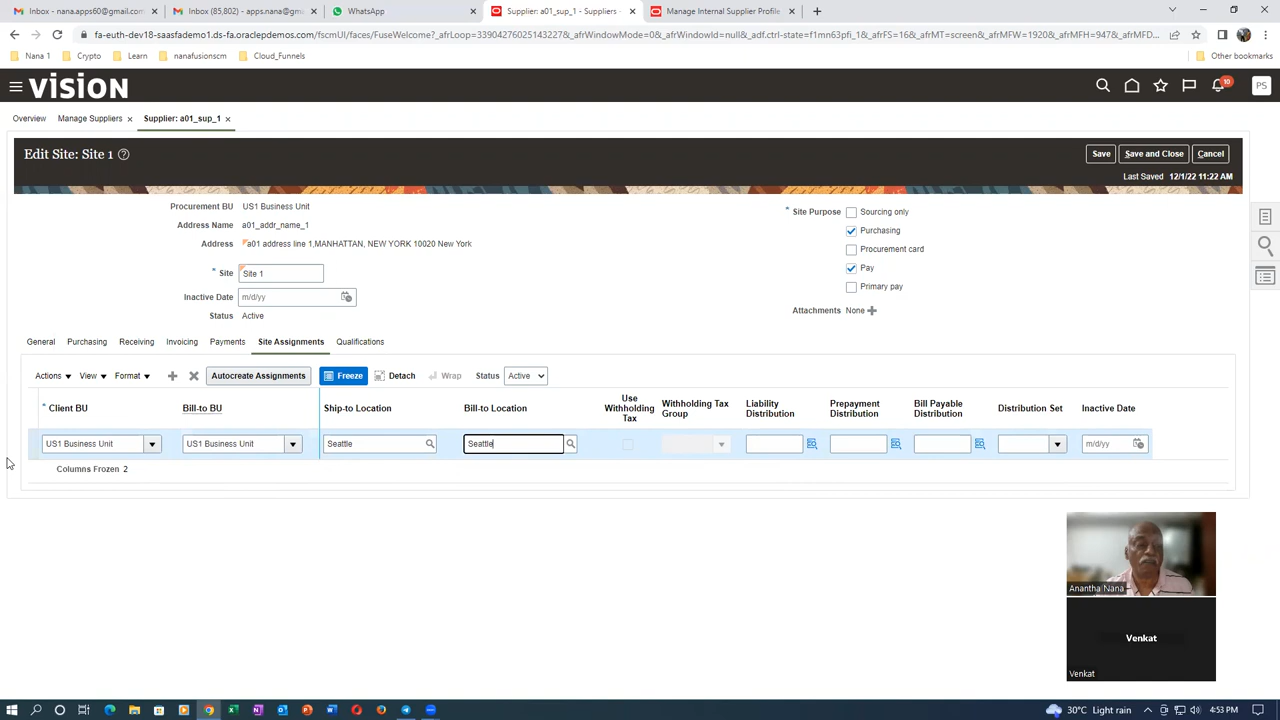 Inbox (5) - nana.apps60@gmail.com
Inbox (85,802) - apps.nana@gma
WhatsApp
Supplier: a01_sup_1 - Suppliers -
Manage Internal Supplier Profile
fa-euth-dev18-saasfademo1.ds-fa.oraclepdemos.com/fscmUI/faces/FuseWelcome?_afrLoop=3390427602514322​7&_afrWindowMode=0&_afrWindowId=null&_adf.ctrl-state=f1mn63pfi_1&_afrFS=16&_afrMT=screen&_afrMFW=1920&_afrMFH=947&_afrMFD...
Nana 1
Crypto
Learn
nanafusionscm
Cloud_Funnels
Other bookmarks
VISION
10
PS
Overview
Manage Suppliers
Supplier: a01_sup_1
Edit Site: Site 1
Save
Save and Close
Cancel
Last Saved 12/1/22 11:22 AM
Procurement BU US1 Business Unit
Address Name a01_addr_name_1
Address a01 address line 1,MANHATTAN, NEW YORK 10020 New York
* Site Site 1
Inactive Date m/d/yy
Status Active
* Site Purpose Sourcing only
Purchasing
Procurement card
Pay
Primary pay
Attachments None
General
Purchasing
Receiving
Invoicing
Payments
Site Assignments
Qualifications
Actions
View
Format
Autocreate Assignments
Freeze
Detach
Wrap
Status Active
* Client BU
Bill-to BU
Ship-to Location
Bill-to Location
Use Withholding Tax
Withholding Tax Group
Liability Distribution
Prepayment Distribution
Bill Payable Distribution
Distribution Set
Inactive Date
US1 Business Unit
US1 Business Unit
Seattle
Seattle
m/d/yy
Columns Frozen 2
Anantha Nana
Venkat
Venkat
30°C Light rain
4:53 PM